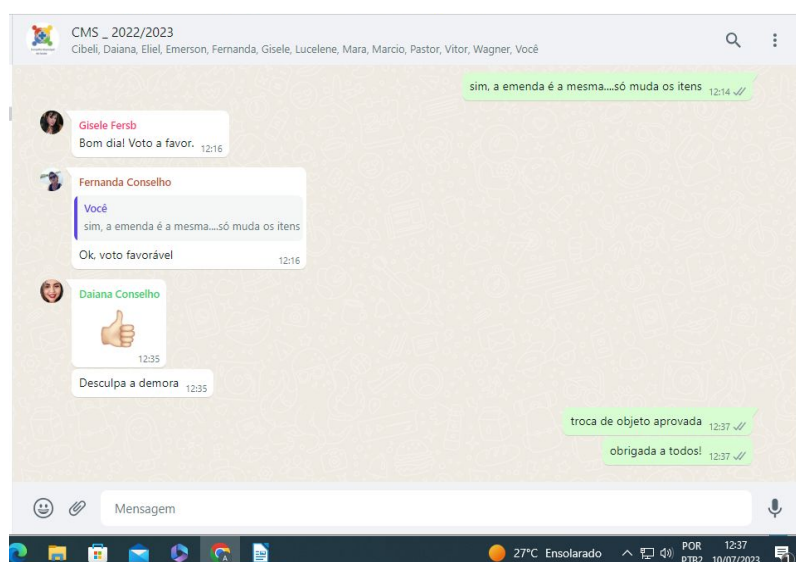 CMS _ 2022/2023
Cibeli, Daiana, Eliel, Emerson, Fernanda, Gisele, Lucelene, Mara, Marcio, Pastor, Vitor, Wagner, Você
sim, a emenda é a mesma....só muda os itens 12:14
Gisele Fersb
Bom dia! Voto a favor. 12:16
Fernanda Conselho
Você
sim, a emenda é a mesma....só muda os itens
Ok, voto favorável 12:16
Daiana Conselho
12:35
Desculpa a demora 12:35
troca de objeto aprovada 12:37
obrigada a todos! 12:37
Mensagem
27°C Ensolarado
POR 12:37
PTB2 10/07/2023
1